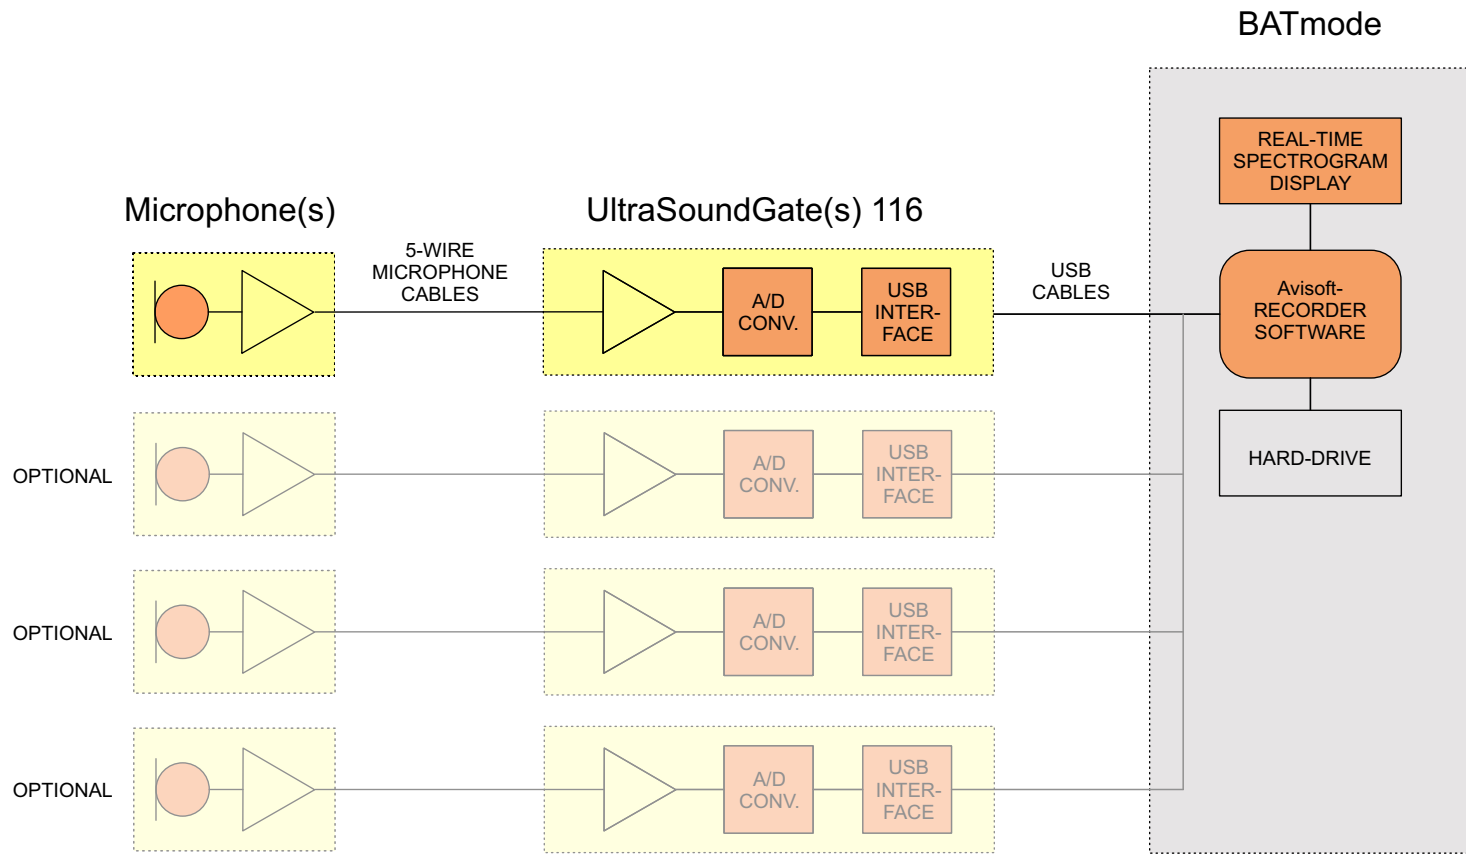 BATmode
REAL-TIME
SPECTROGRAM
DISPLAY
Microphone(s)
UltraSoundGate(s) 116
5-WIRE
MICROPHONE
CABLES
A/D
CONV.
USB
INTER-
FACE
USB
CABLES
Avisoft-
RECORDER
SOFTWARE
HARD-DRIVE
OPTIONAL
A/D
CONV.
USB
INTER-
FACE
OPTIONAL
A/D
CONV.
USB
INTER-
FACE
OPTIONAL
A/D
CONV.
USB
INTER-
FACE